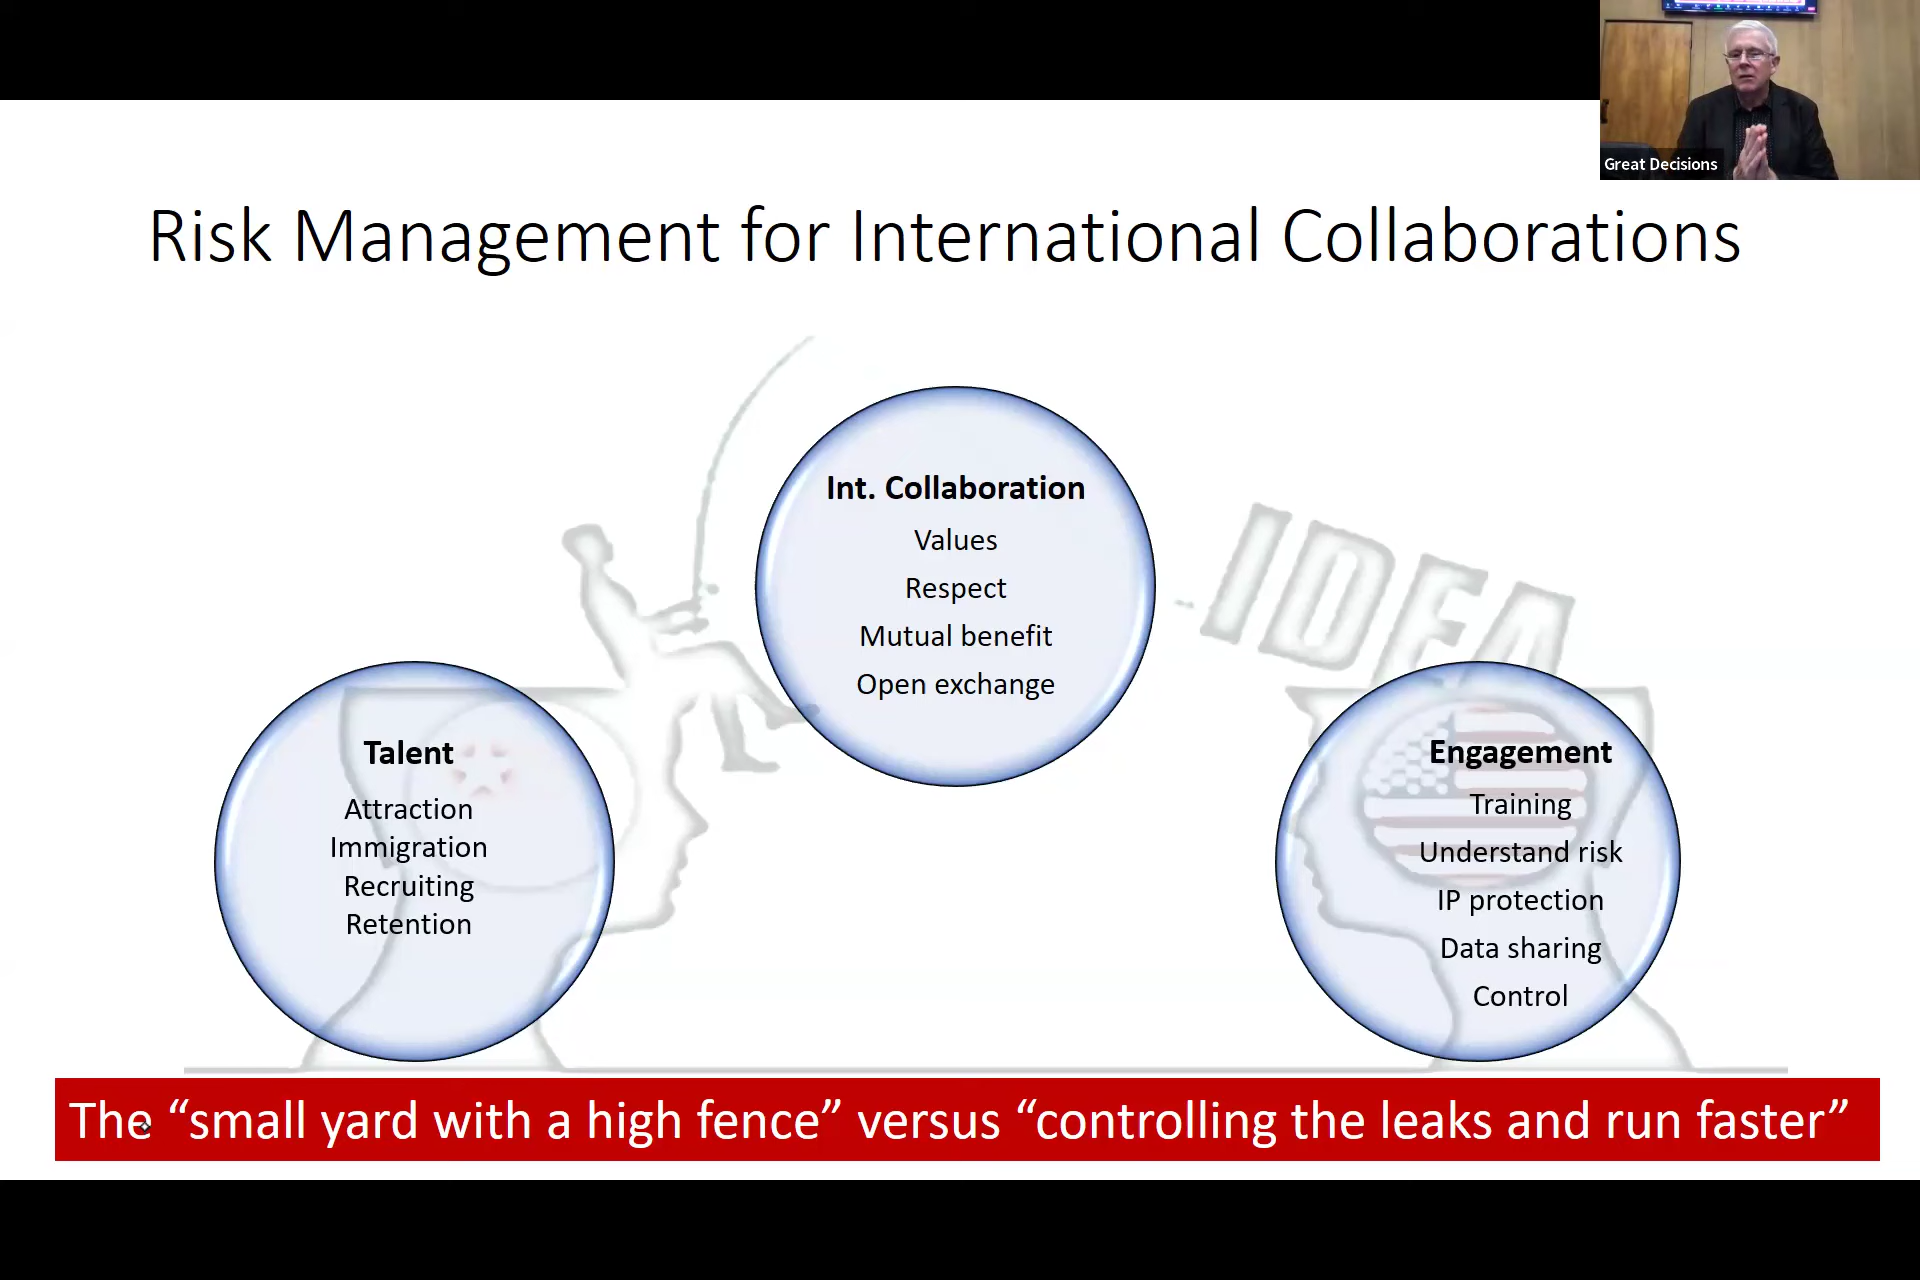 Great Decisions
Risk Management for International Collaborations
Int. Collaboration
Values
Respect
Mutual benefit
Open exchange
IDEA
Talent
Attraction
Immigration
Recruiting
Retention
Engagement
Training
Understand risk
IP protection
Data sharing
Control
The “small yard with a high fence” versus “controlling the leaks and run faster”